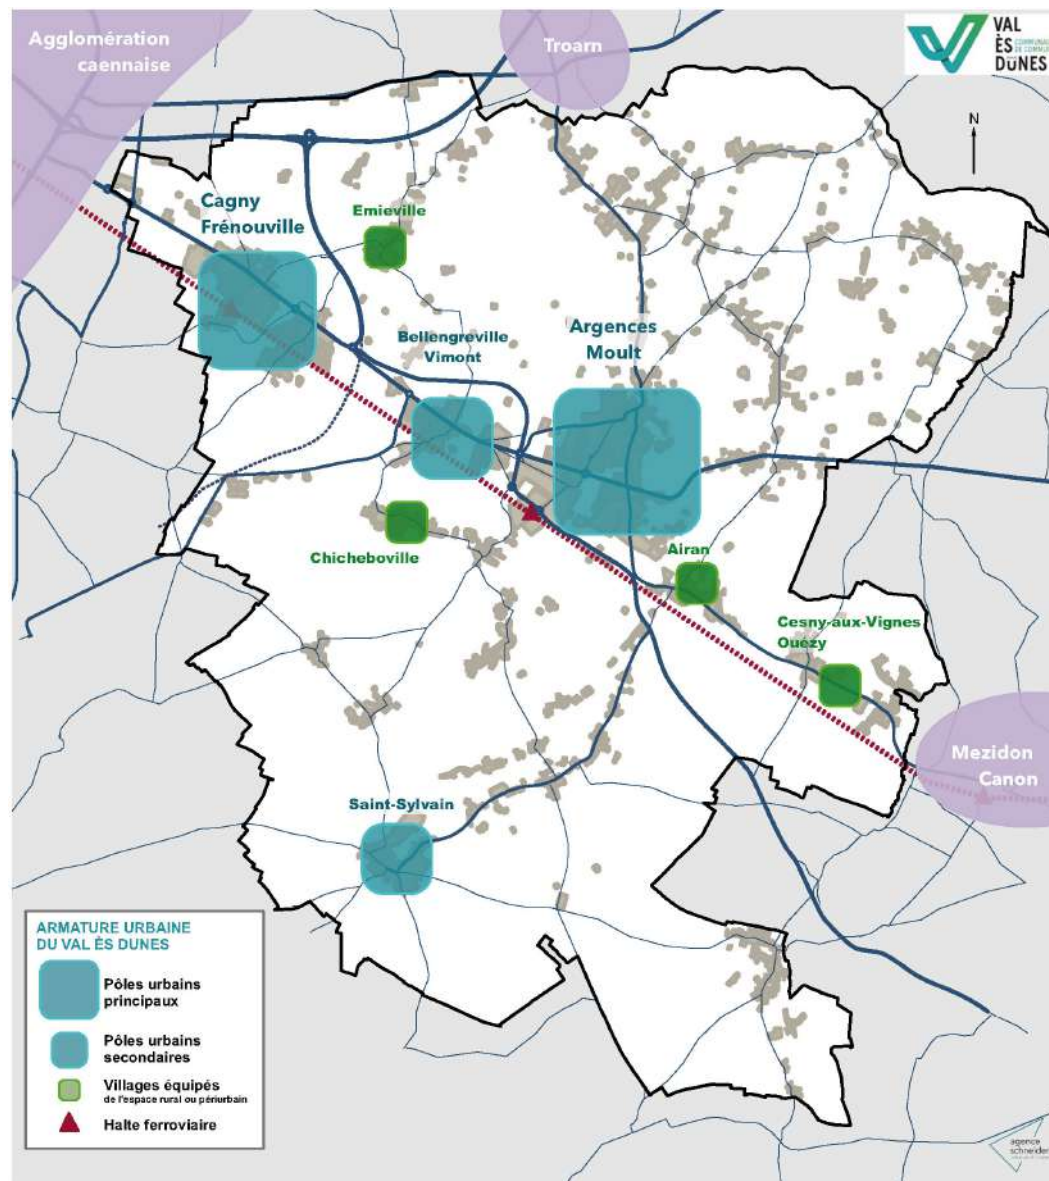 Agglomération
caennaise
Troarn
VAL
ÈS
DUNES
N
Cagny
Frénouville
Emieville
Bellengreville
Vimont
Argences
Moult
Chicheboville
Airan
Cesny-aux-Vignes
Ouézy
Mezidon
Canon
Saint-Sylvain
ARMATURE URBAINE
DU VAL ÈS DUNES
Pôles urbains
principaux
Pôles urbains
secondaires
Villages équipés
de l'espace rural ou périurbain
Halte ferroviaire
agence
schneider